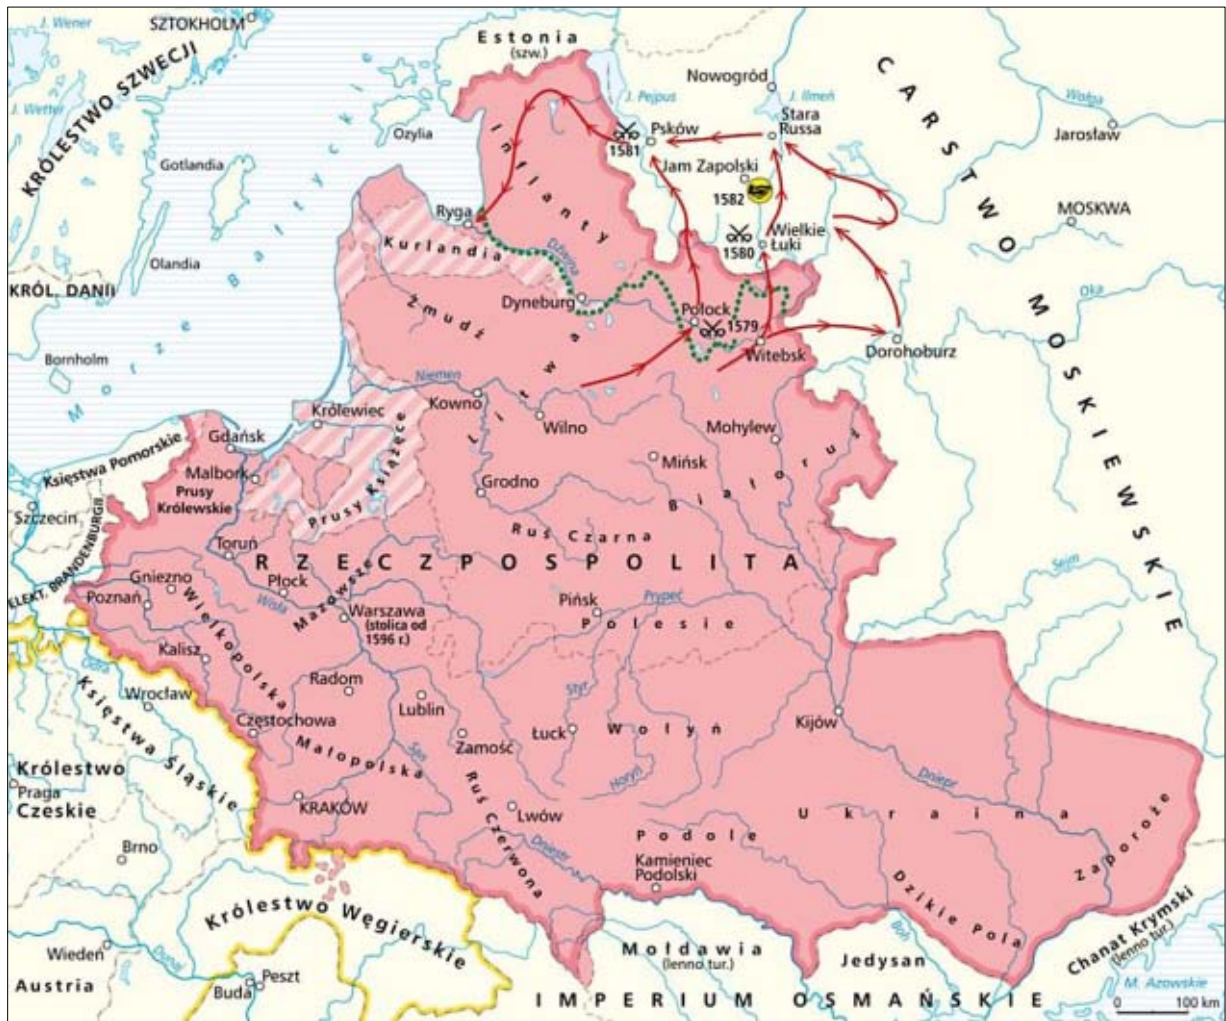 J. Wener
SZTOKHOLM
Estonia
(szw.)
Nowogród
J. Ilmeń
CARSTWO MOSKIEWSKIE
J. Wetter
KRÓLESTWO SZWECJI
J. Pejpus
Wołga
Ozylia
Psków
Stara
Russa
Jarosław
1581
Gotlandia
Inflanty
Jam Zapolski
1582
MOSKWA
Ryga
Kurlandia
Wielkie
Łuki
1580
Olandia
Morze Bałtyckie
Dźwina
KRÓL. DANII
Dyneburg
Oka
Żmudź
Połock
1579
Bornholm
Witebsk
Dorohoburz
Litwa
Niemen
Królewiec
Kowno
Wilno
Mohylew
Gdańsk
Księstwa Pomorskie
Malbork
Prusy
Królewskie
Prusy Książęce
Mińsk
Białoruś
Szczecin
Grodno
Ruś Czarna
ELEKT. BRANDENBURGII
Toruń
RZECZPOSPOLITA
Sejm
Gniezno
Płock
Mazowsze
Poznań
Wisła
Warszawa
(stolica od
1596 r.)
Pińsk
Prypeć
Polesie
Wielkopolska
Kalisz
Odra
Radom
Styr
Wrocław
Lublin
Księstwa Śląskie
Częstochowa
Zamość
Łuck
Wołyń
Kijów
Małopolska
San
Królestwo
Praga
Czeskie
Horyń
Dniepr
KRAKÓW
Ruś Czerwona
Lwów
Ukraina
Zaporoże
Podole
Brno
Dniestr
Kamieniec
Podolski
Dzikie Pola
Królestwo Węgierskie
Boh
Chanat Krymski
(lenno tur.)
Wiedeń
Dunaj
Mołdawia
(lenno tur.)
Jedysan
Peszt
Buda
Austria
IMPERIUM OSMAŃSKIE
M. Azowskie
0 100 km